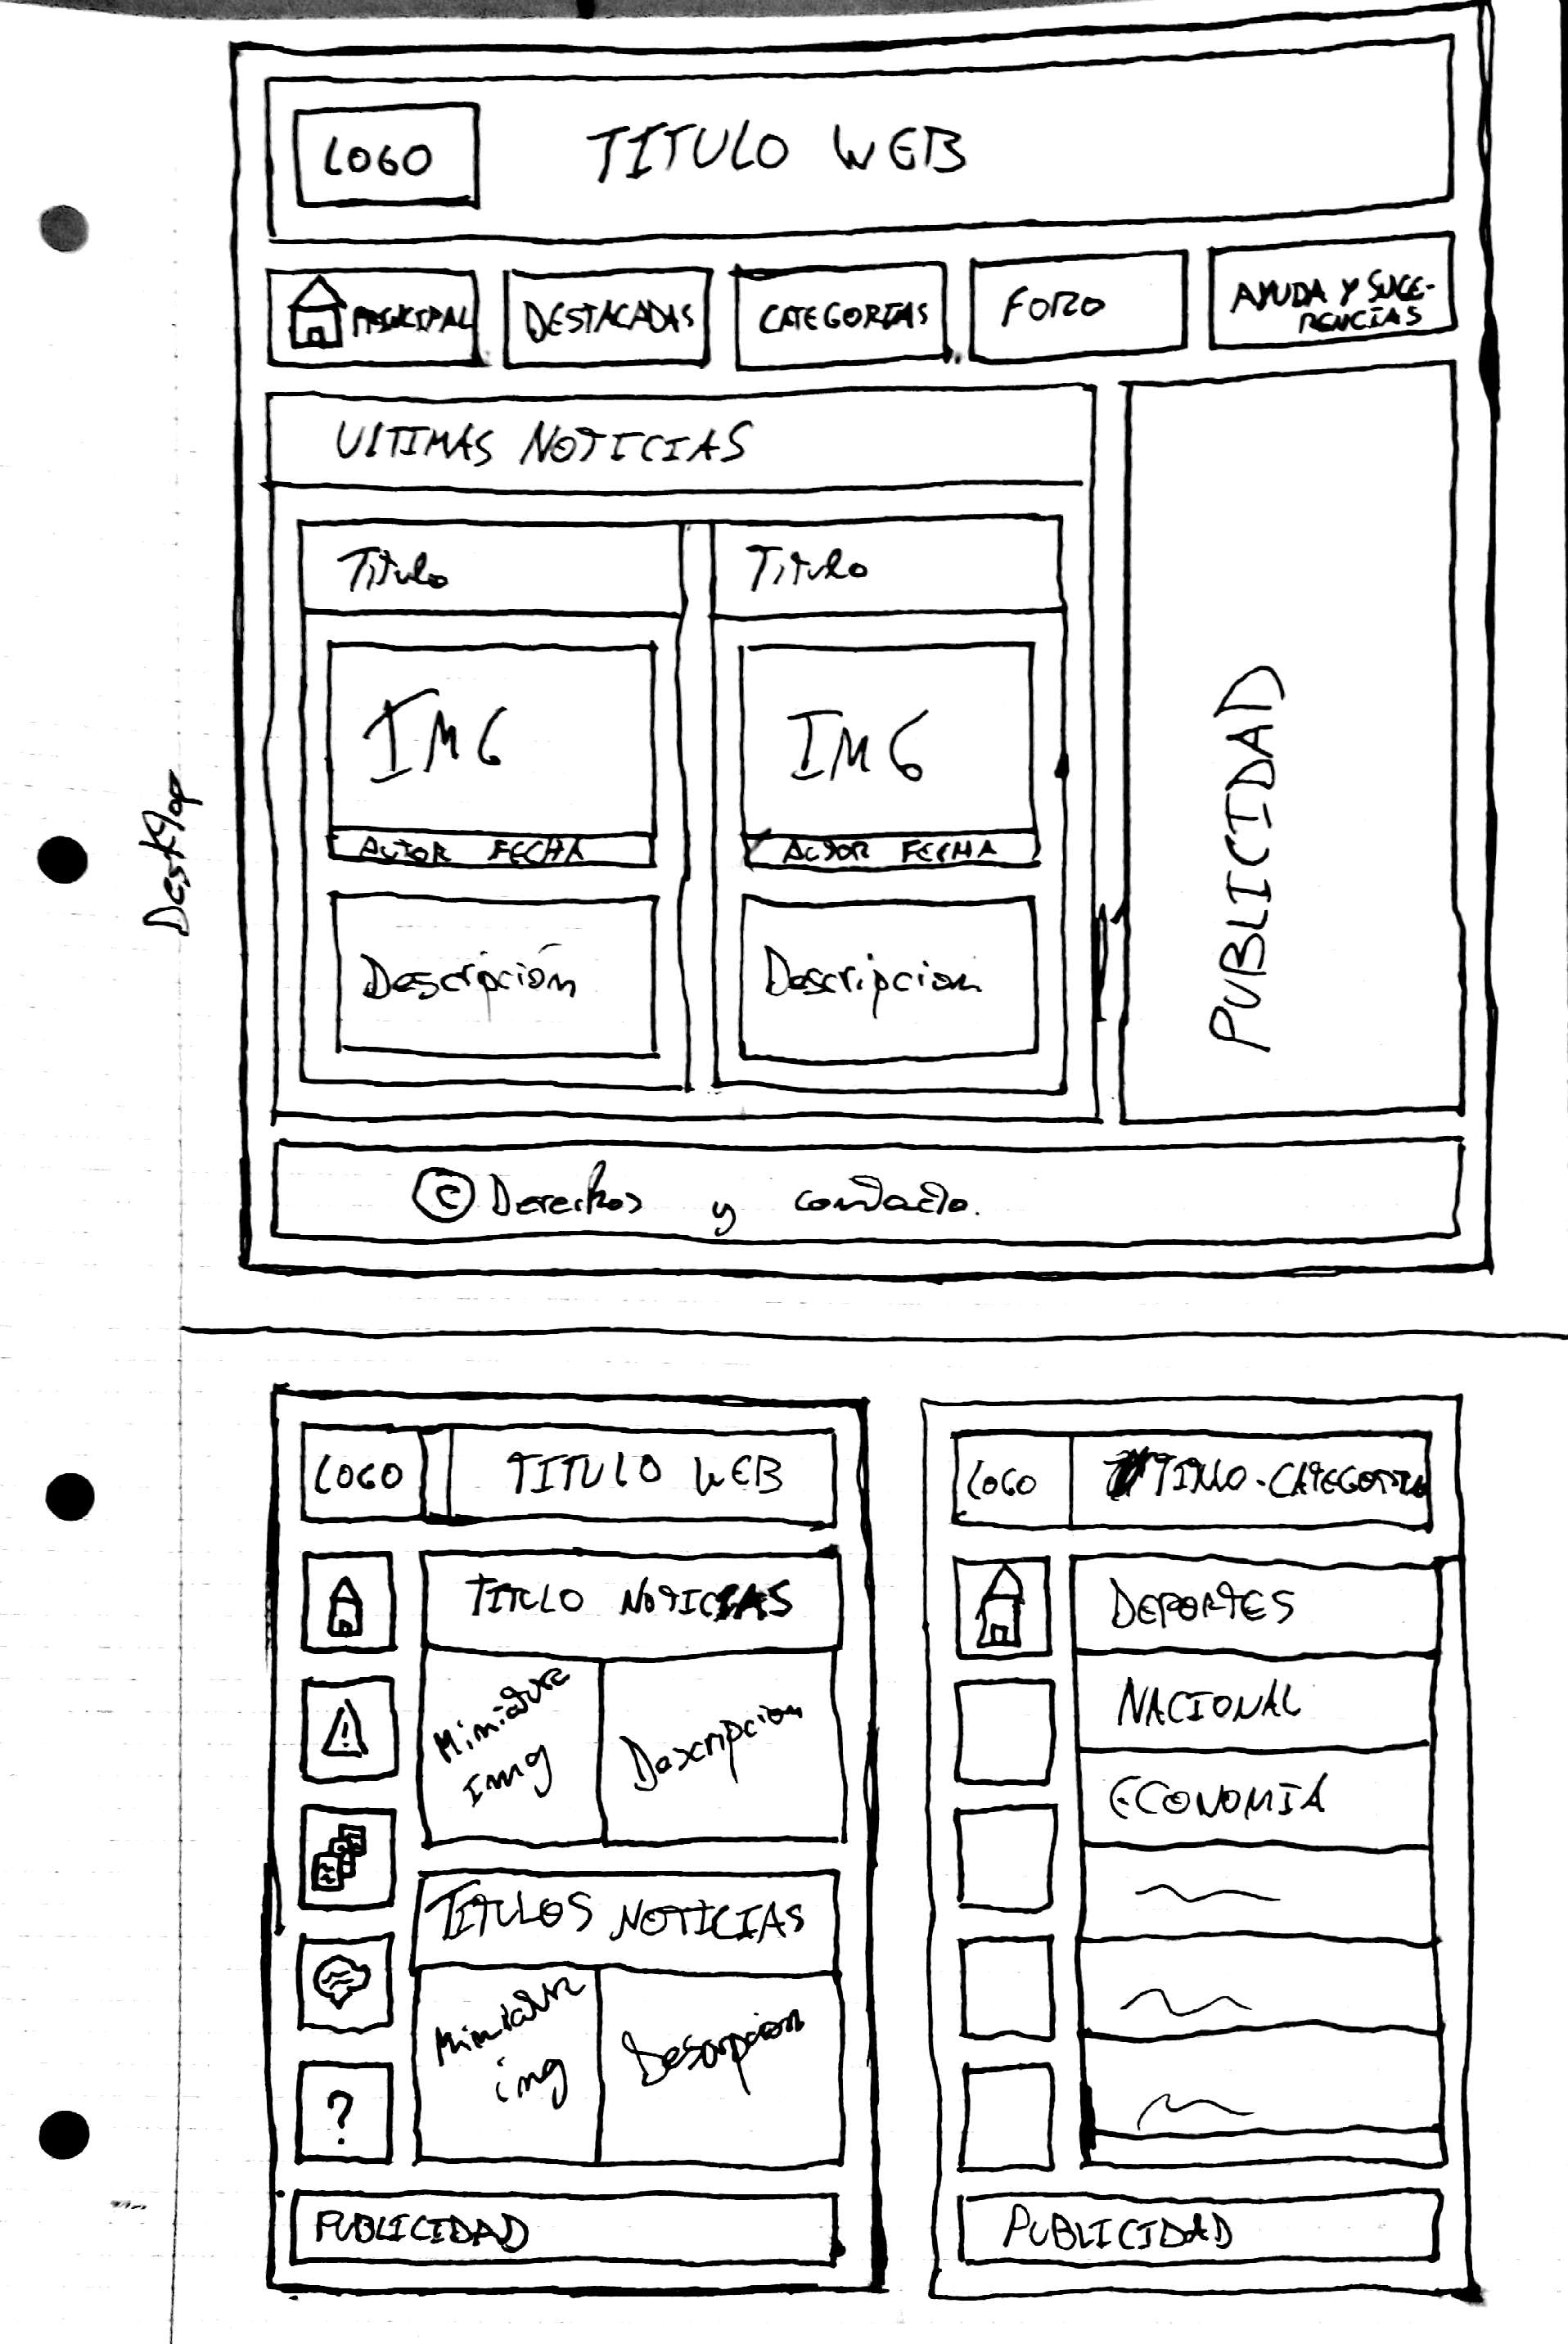 LOGO
TITULO WEB
PRINCIPAL
DESTACADAS
CATEGORIAS
FORO
AYUDA Y SUGE-
RENCIAS
ULTIMAS NOTICIAS
Titulo
Titulo
IMG
IMG
AUTOR FECHA
AUTOR FECHA
Descripción
Descripcion
PUBLICIDAD
Desktop
© Derechos y contacto.
LOGO
TITULO WEB
TITULO NOTICIAS
Miniatura
Img
Descripcion
!
TITULOS NOTICIAS
Miniatura
img
Descripcion
?
PUBLICIDAD
LOGO
TITULO-CATEGORIA
DEPORTES
NACIONAL
ECONOMIA
PUBLICIDAD